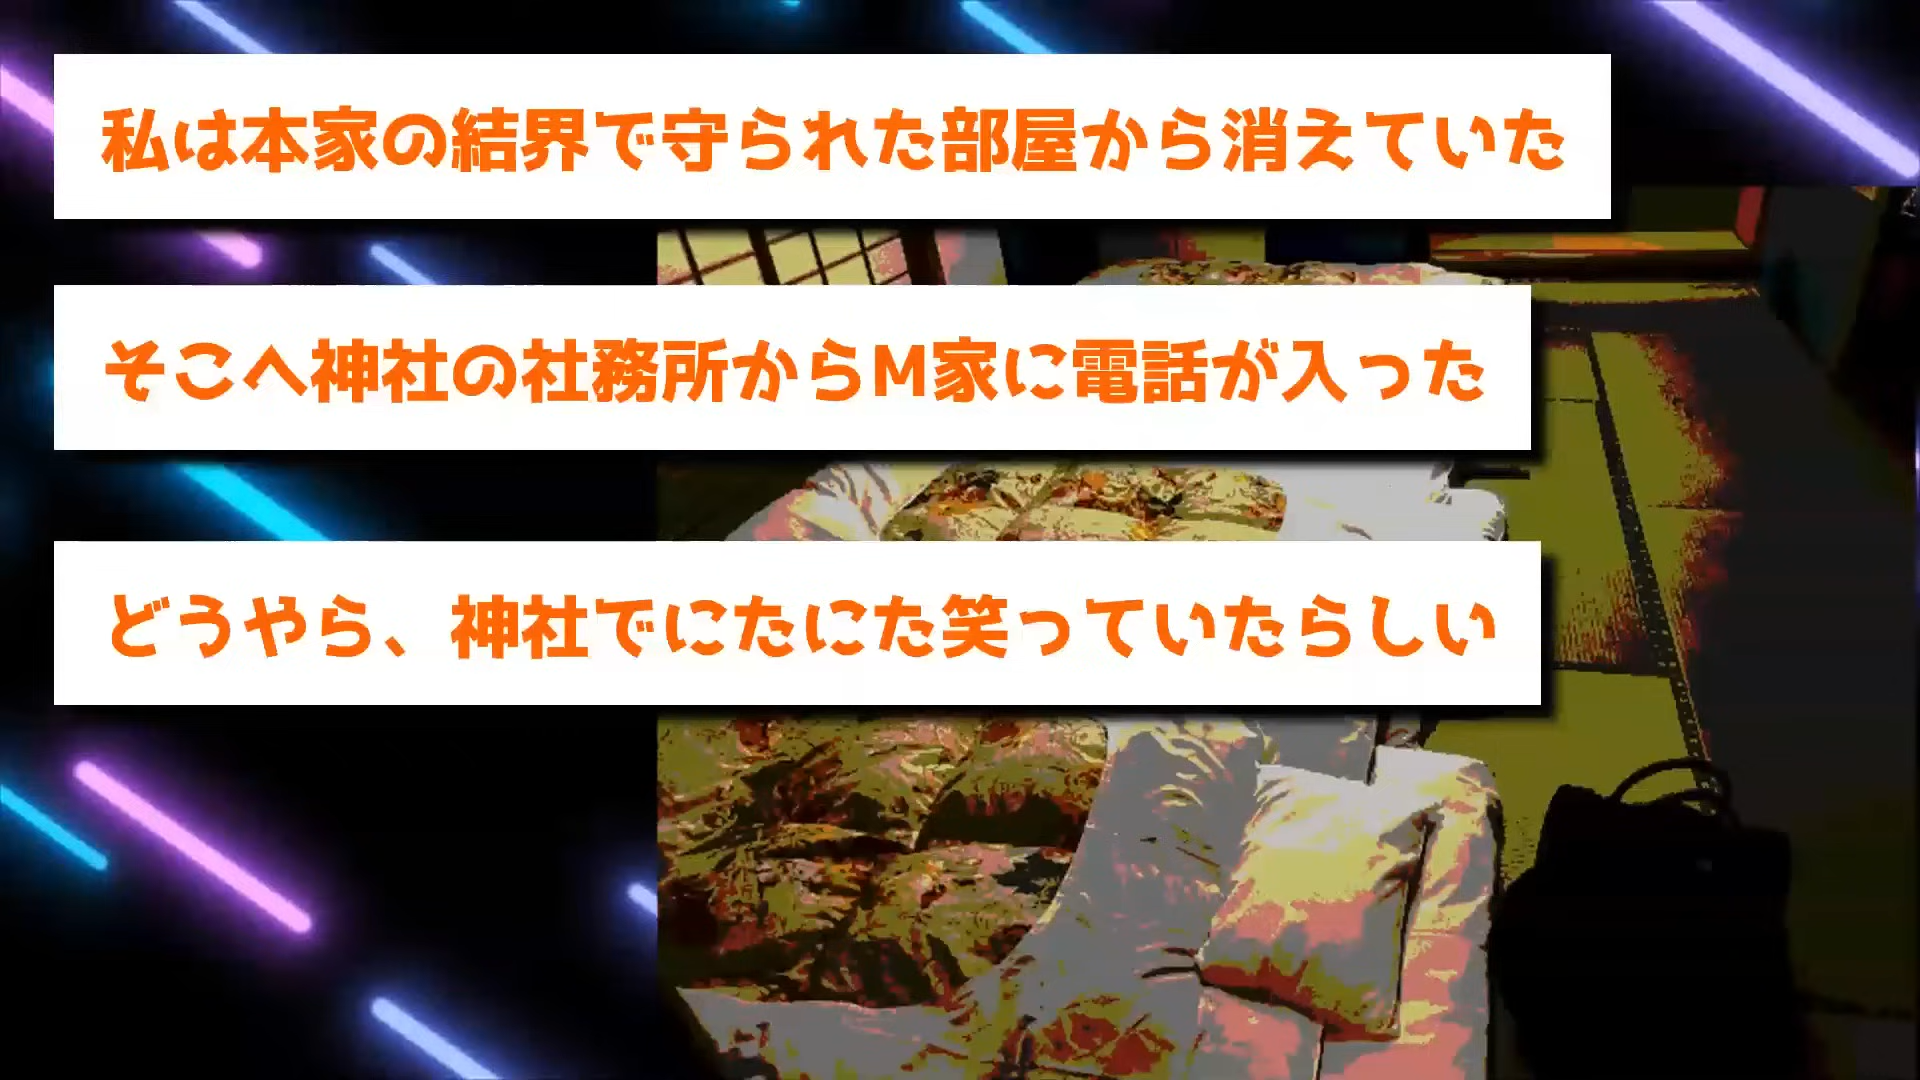 私は本家の結界で守られた部屋から消えていた
そこへ神社の社務所からM家に電話が入った
どうやら、神社でにたにた笑っていたらしい